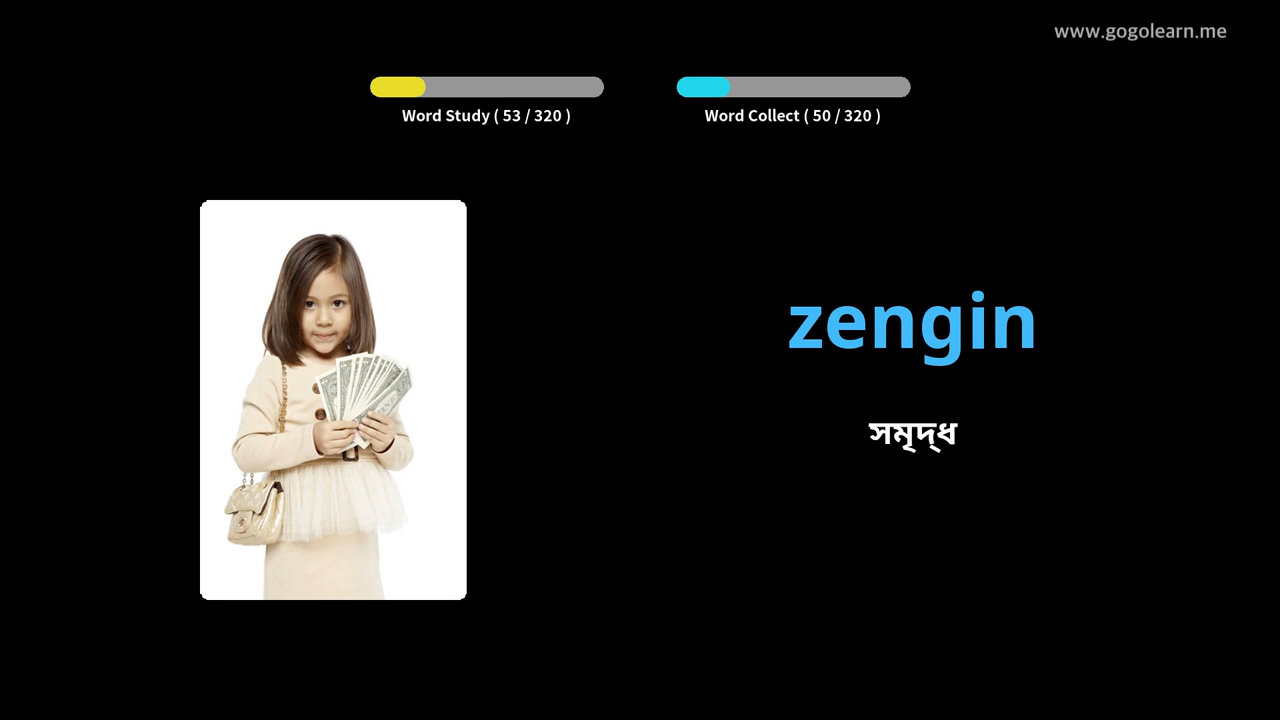 www.gogolearn.me
Word Study ( 53 / 320 )
Word Collect ( 50 / 320 )
zengin
সমৃদ্ধ